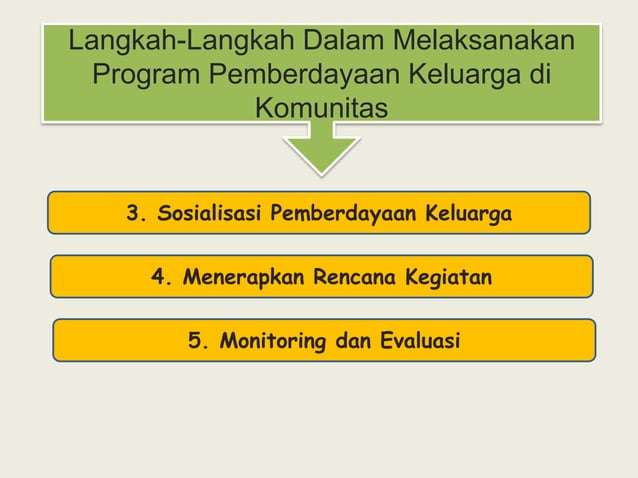 Langkah-Langkah Dalam Melaksanakan
Program Pemberdayaan Keluarga di
Komunitas
3. Sosialisasi Pemberdayaan Keluarga
4. Menerapkan Rencana Kegiatan
5. Monitoring dan Evaluasi